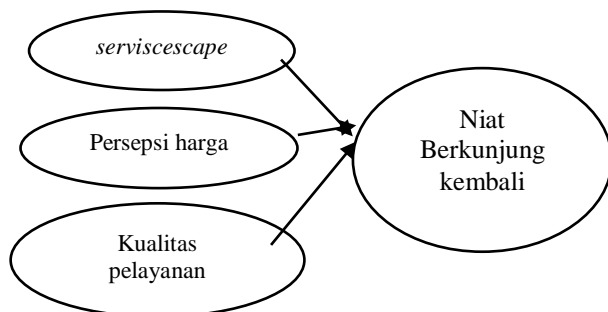 serviscescape
Persepsi harga
Kualitas
pelayanan
Niat
Berkunjung
kembali